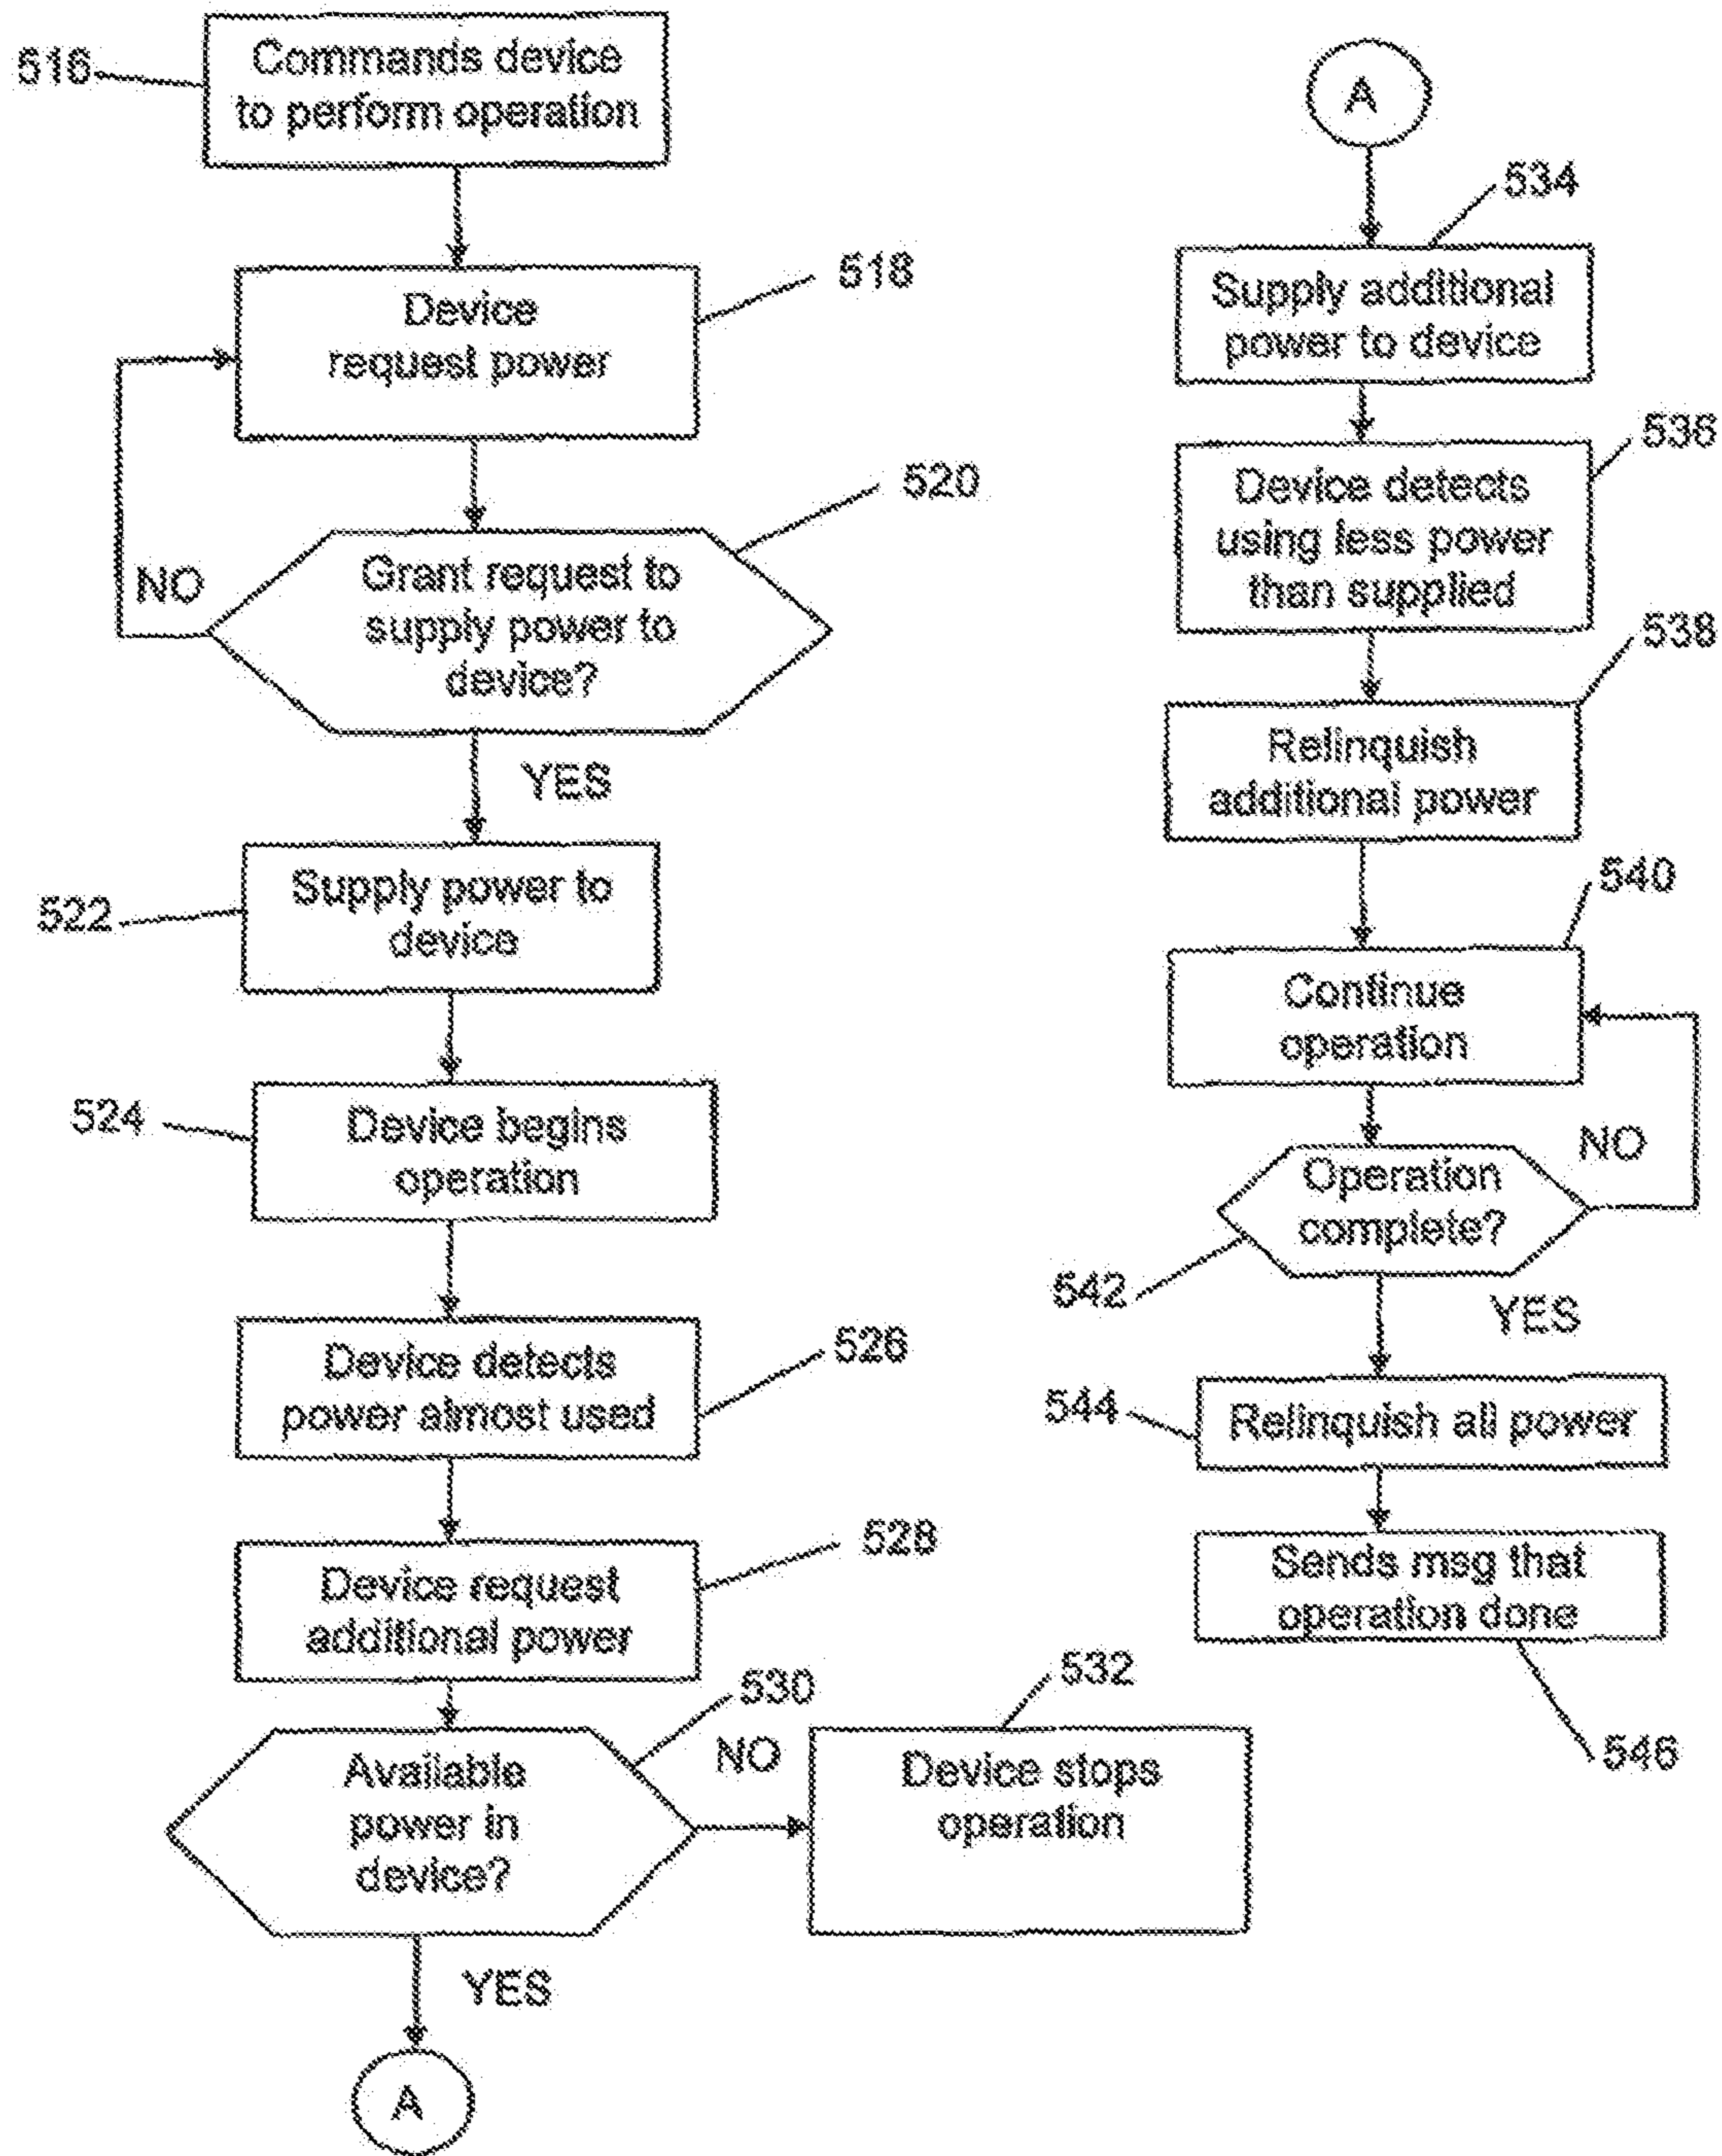 516
Commands device
to perform operation
518
Device
request power
520
NO
Grant request to
supply power to
device?
YES
522
Supply power to
device
524
Device begins
operation
526
Device detects
power almost used
528
Device request
additional power
530
Available
power in
device?
NO
532
Device stops
operation
YES
A
A
534
Supply additional
power to device
536
Device detects
using less power
than supplied
538
Relinquish
additional power
540
Continue
operation
NO
Operation
complete?
542
YES
544
Relinquish all power
Sends msg that
operation done
546